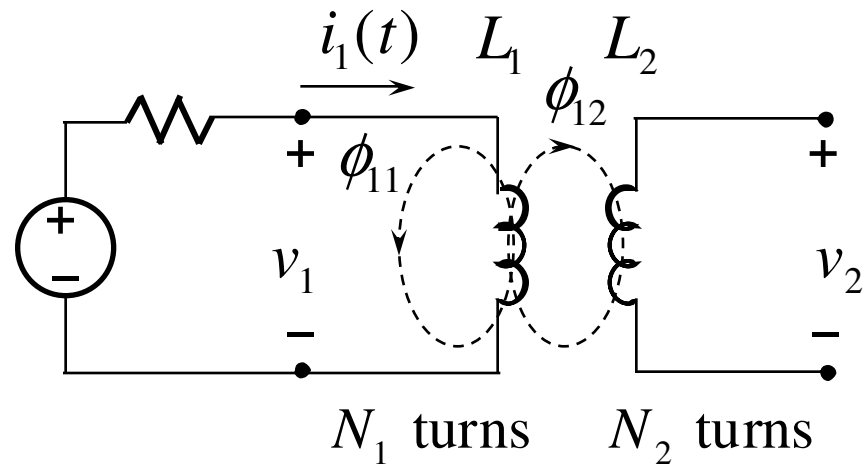 i₁(t) L₁ L₂
ϕ₁₂
+ ϕ₁₁ +
+
− v₁ v₂
− −
N₁ turns N₂ turns